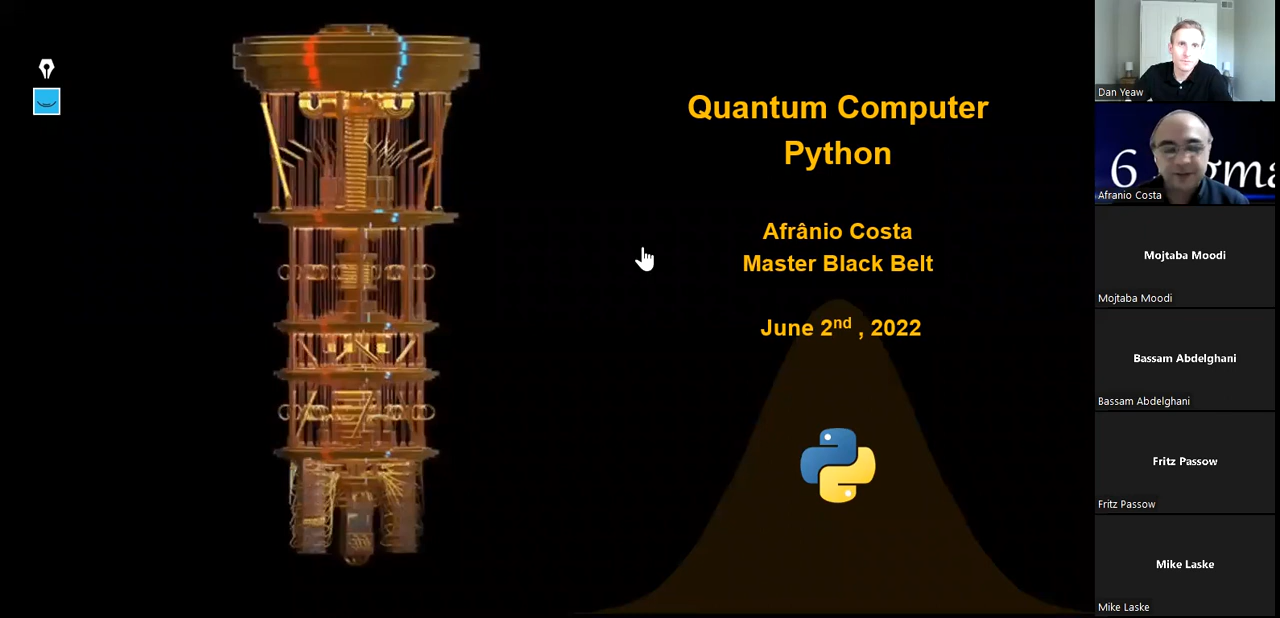 Quantum Computer
Python
Afrânio Costa
Master Black Belt
June 2nd , 2022
Dan Yeaw
6
Afranio Costa
Mojtaba Moodi
Mojtaba Moodi
Bassam Abdelghani
Bassam Abdelghani
Fritz Passow
Fritz Passow
Mike Laske
Mike Laske